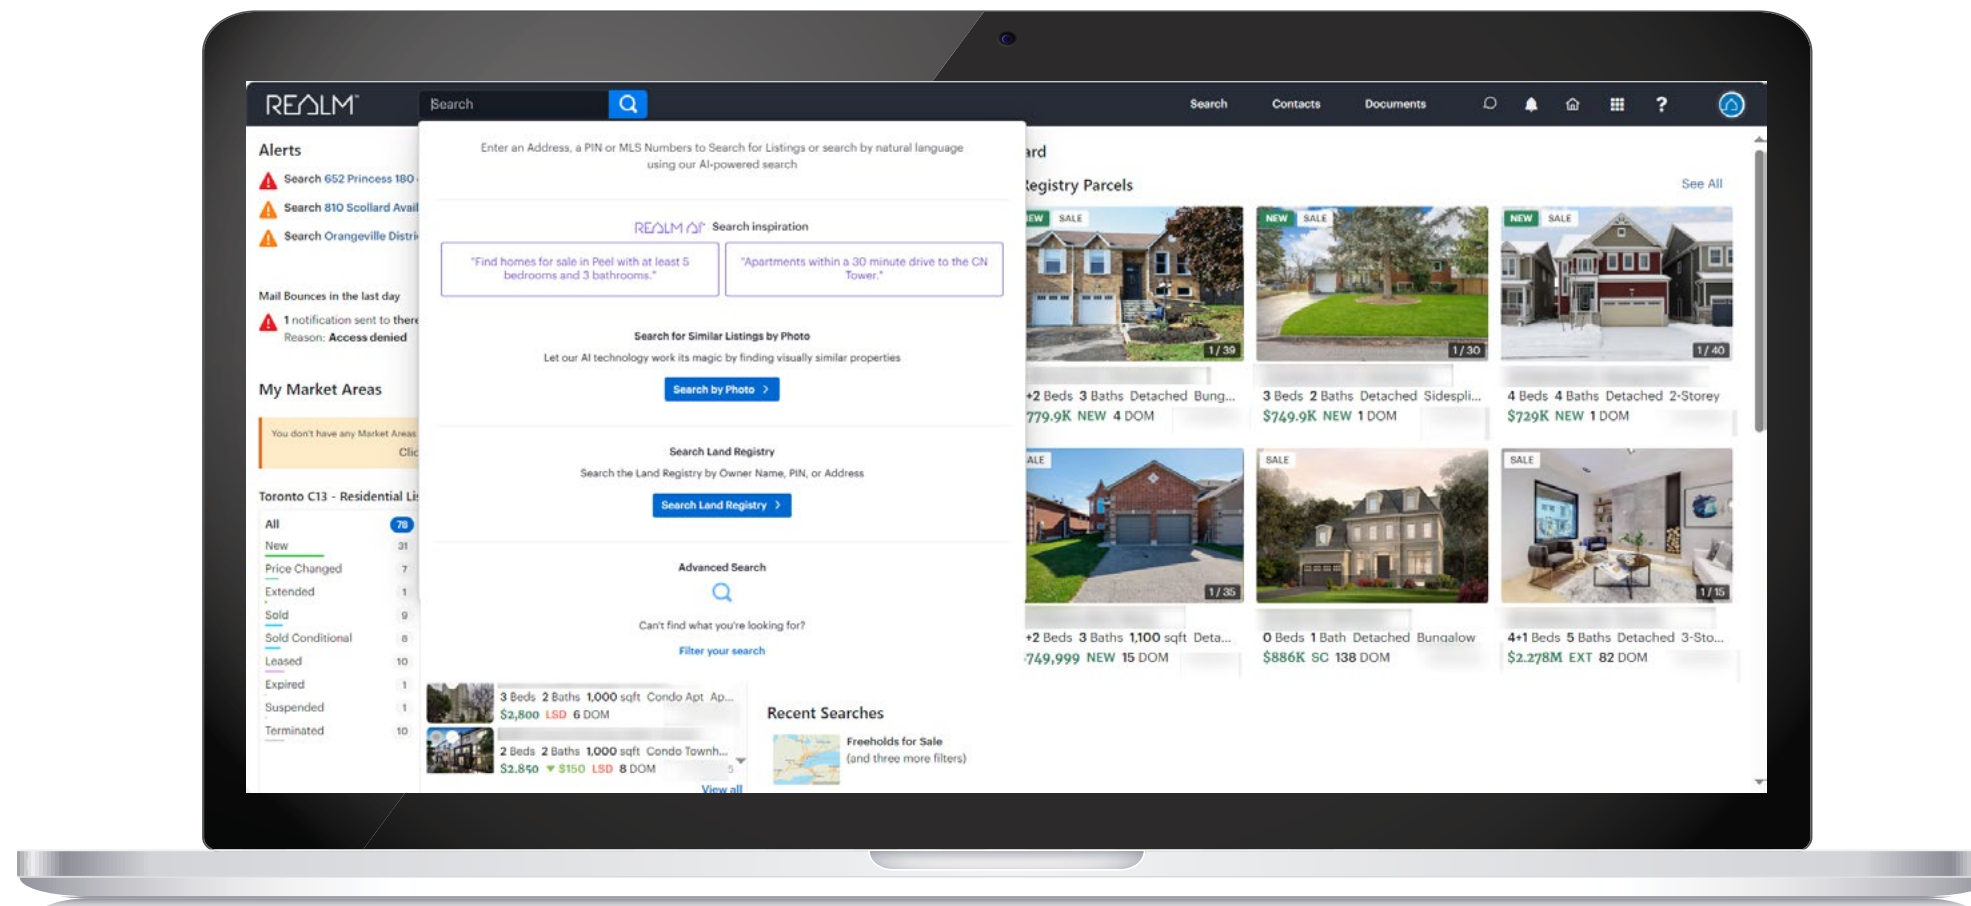 REALM
Search
Search
Contacts
Documents
?
Alerts
Search 652 Princess 180
Search 810 Scollard Avail
Search Orangeville Distri
Mail Bounces in the last day
1 notification sent to there
Reason: Access denied
My Market Areas
You don't have any Market Areas
Clic
Toronto C13 - Residential Lis
All 78
New 31
Price Changed 7
Extended 1
Sold 9
Sold Conditional 8
Leased 10
Expired 1
Suspended 1
Terminated 10
Enter an Address, a PIN or MLS Numbers to Search for Listings or search by natural language
using our AI-powered search
REALM AI Search inspiration
"Find homes for sale in Peel with at least 5
bedrooms and 3 bathrooms."
"Apartments within a 30 minute drive to the CN
Tower."
Search for Similar Listings by Photo
Let our AI technology work its magic by finding visually similar properties
Search by Photo >
Search Land Registry
Search the Land Registry by Owner Name, PIN, or Address
Search Land Registry >
Advanced Search
Can't find what you're looking for?
Filter your search
3 Beds 2 Baths 1,000 sqft Condo Apt Ap...
$2,800 LSD 6 DOM
2 Beds 2 Baths 1,000 sqft Condo Townh...
$2,850 ▼ $150 LSD 8 DOM 5
View all
Recent Searches
Freeholds for Sale
(and three more filters)
ard
Registry Parcels
See All
NEW SALE
1 / 39
+2 Beds 3 Baths Detached Bung...
779.9K NEW 4 DOM
NEW SALE
1 / 30
3 Beds 2 Baths Detached Sidespli...
$749.9K NEW 1 DOM
NEW SALE
1 / 40
4 Beds 4 Baths Detached 2-Storey
$729K NEW 1 DOM
ALE
1 / 35
+2 Beds 3 Baths 1,100 sqft Deta...
749,999 NEW 15 DOM
SALE
0 Beds 1 Bath Detached Bungalow
$886K SC 138 DOM
SALE
1 / 15
4+1 Beds 5 Baths Detached 3-Sto...
$2.278M EXT 82 DOM